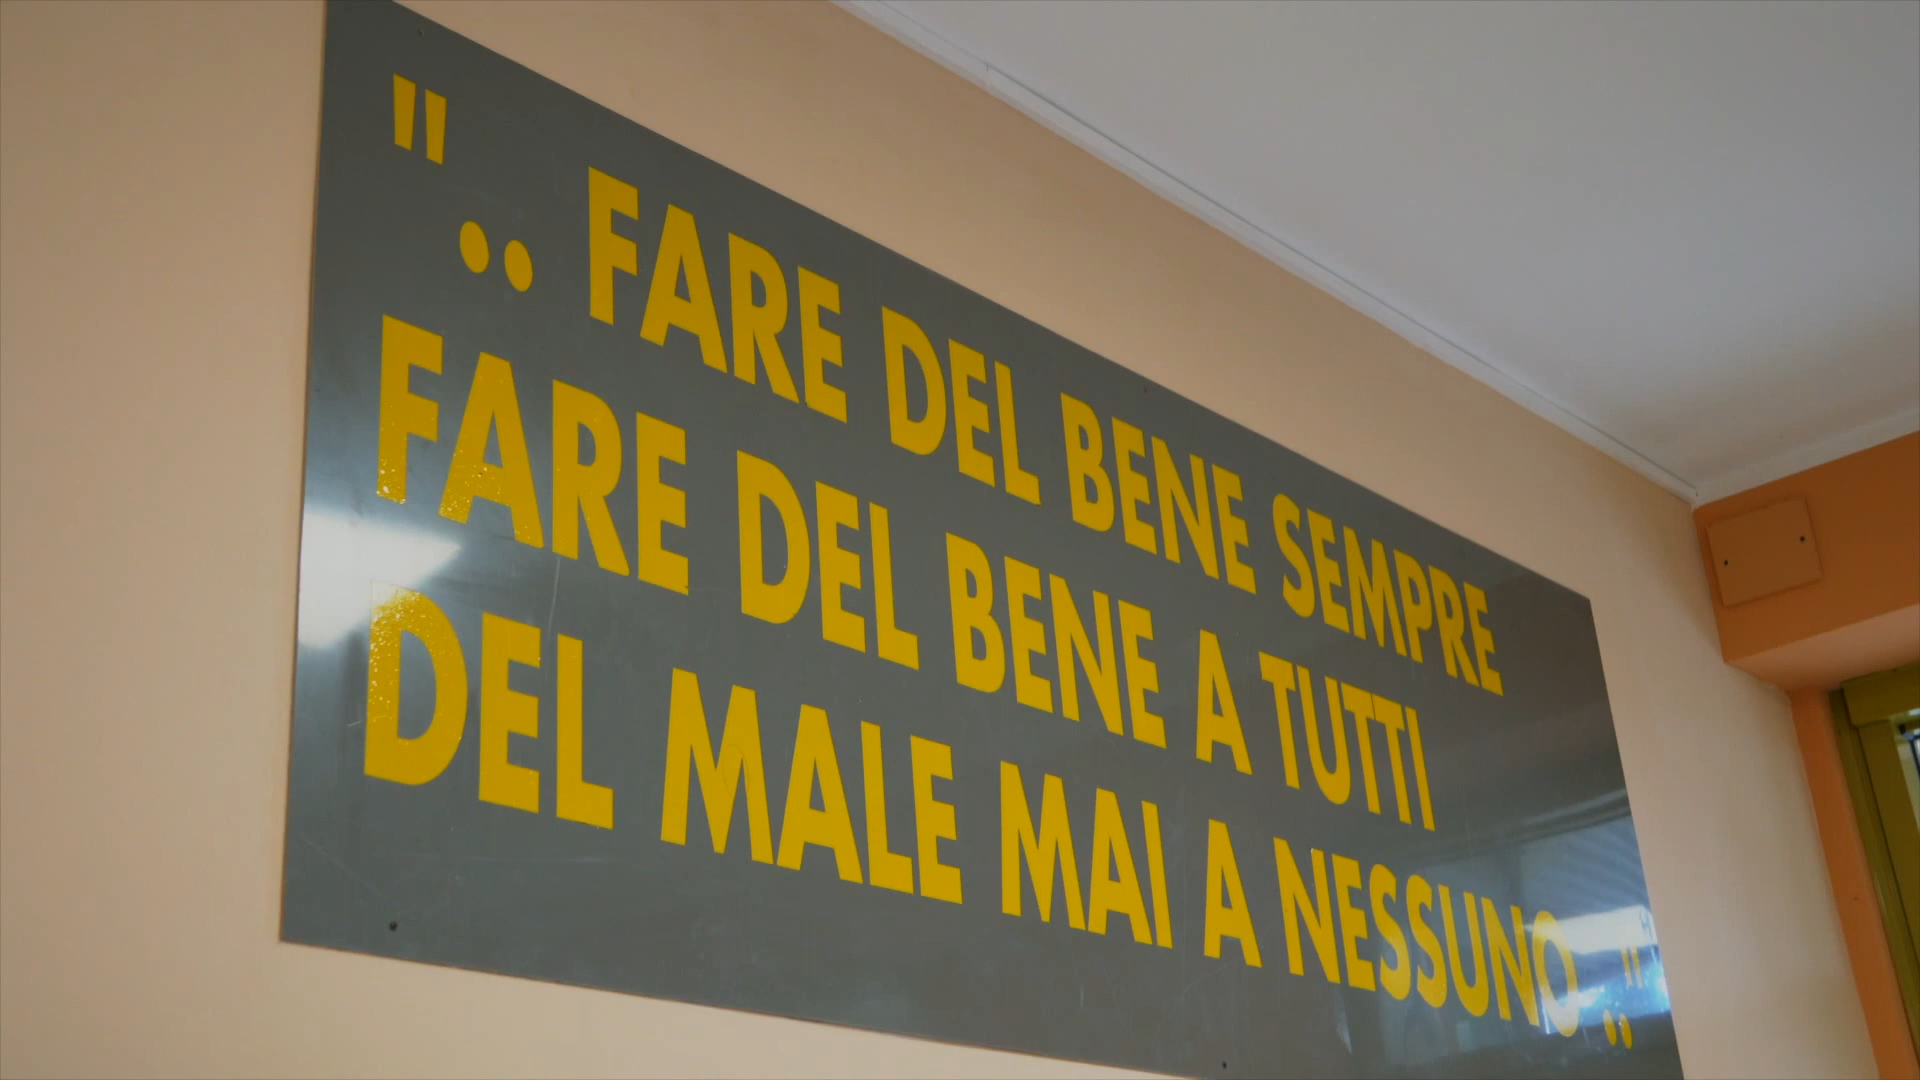 ".. FARE DEL BENE SEMPRE
FARE DEL BENE A TUTTI
DEL MALE MAI A NESSUNO.."